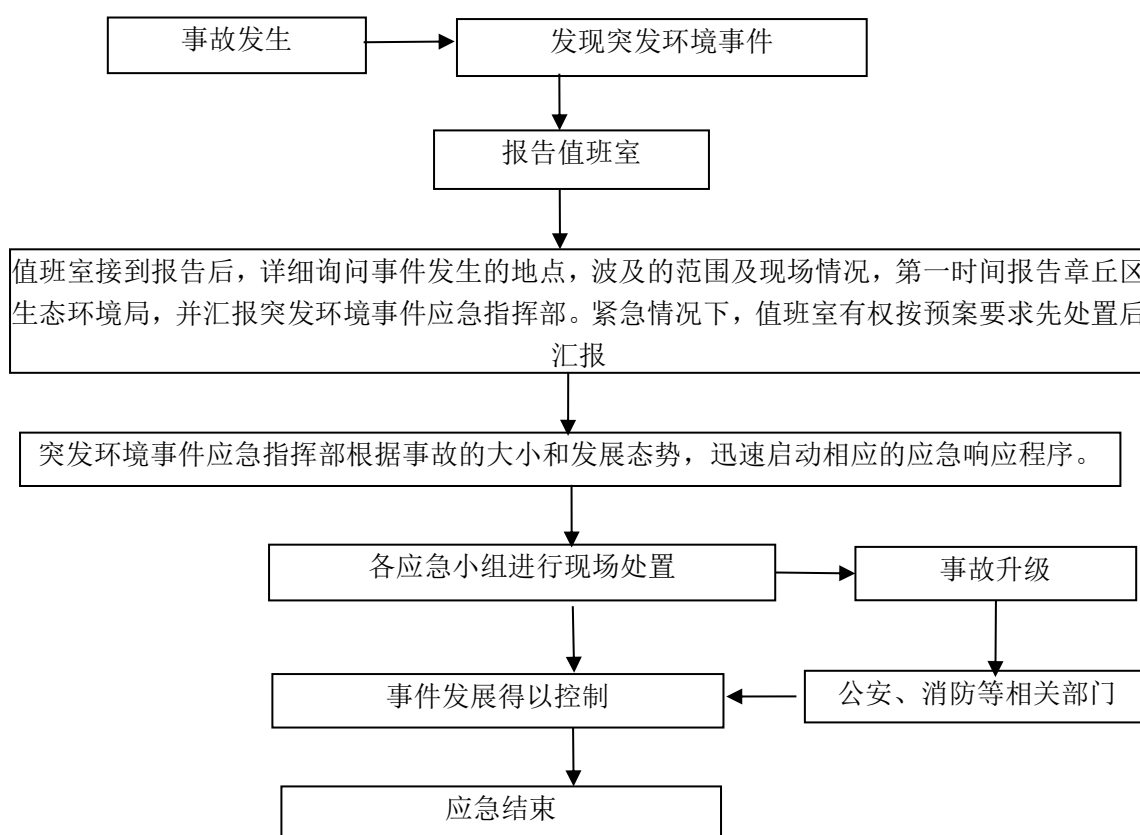 事故发生
发现突发环境事件
报告值班室
值班室接到报告后，详细询问事件发生的地点，波及的范围及现场情况，第一时间报告章丘区
生态环境局，并汇报突发环境事件应急指挥部。紧急情况下，值班室有权按预案要求先处置后
汇报
突发环境事件应急指挥部根据事故的大小和发展态势，迅速启动相应的应急响应程序。
各应急小组进行现场处置
事故升级
事件发展得以控制
公安、消防等相关部门
应急结束